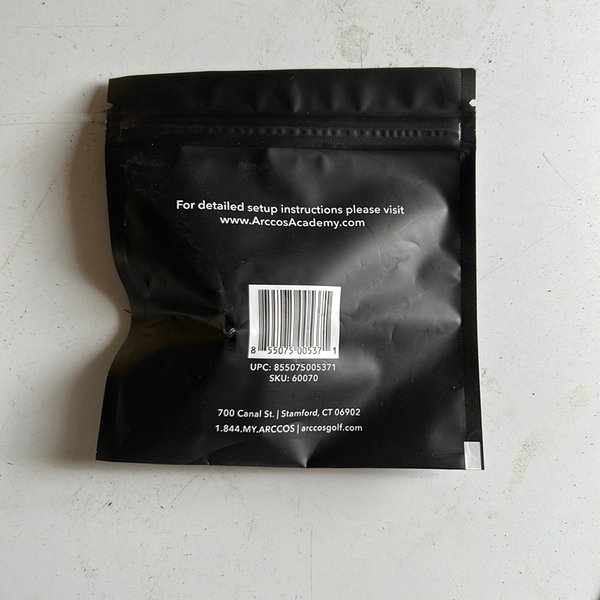 For detailed setup instructions please visit
www.ArccosAcademy.com
8 55075 00537 1
UPC: 855075005371
SKU: 60070
700 Canal St. | Stamford, CT 06902
1.844.MY.ARCCOS | arccosgolf.com